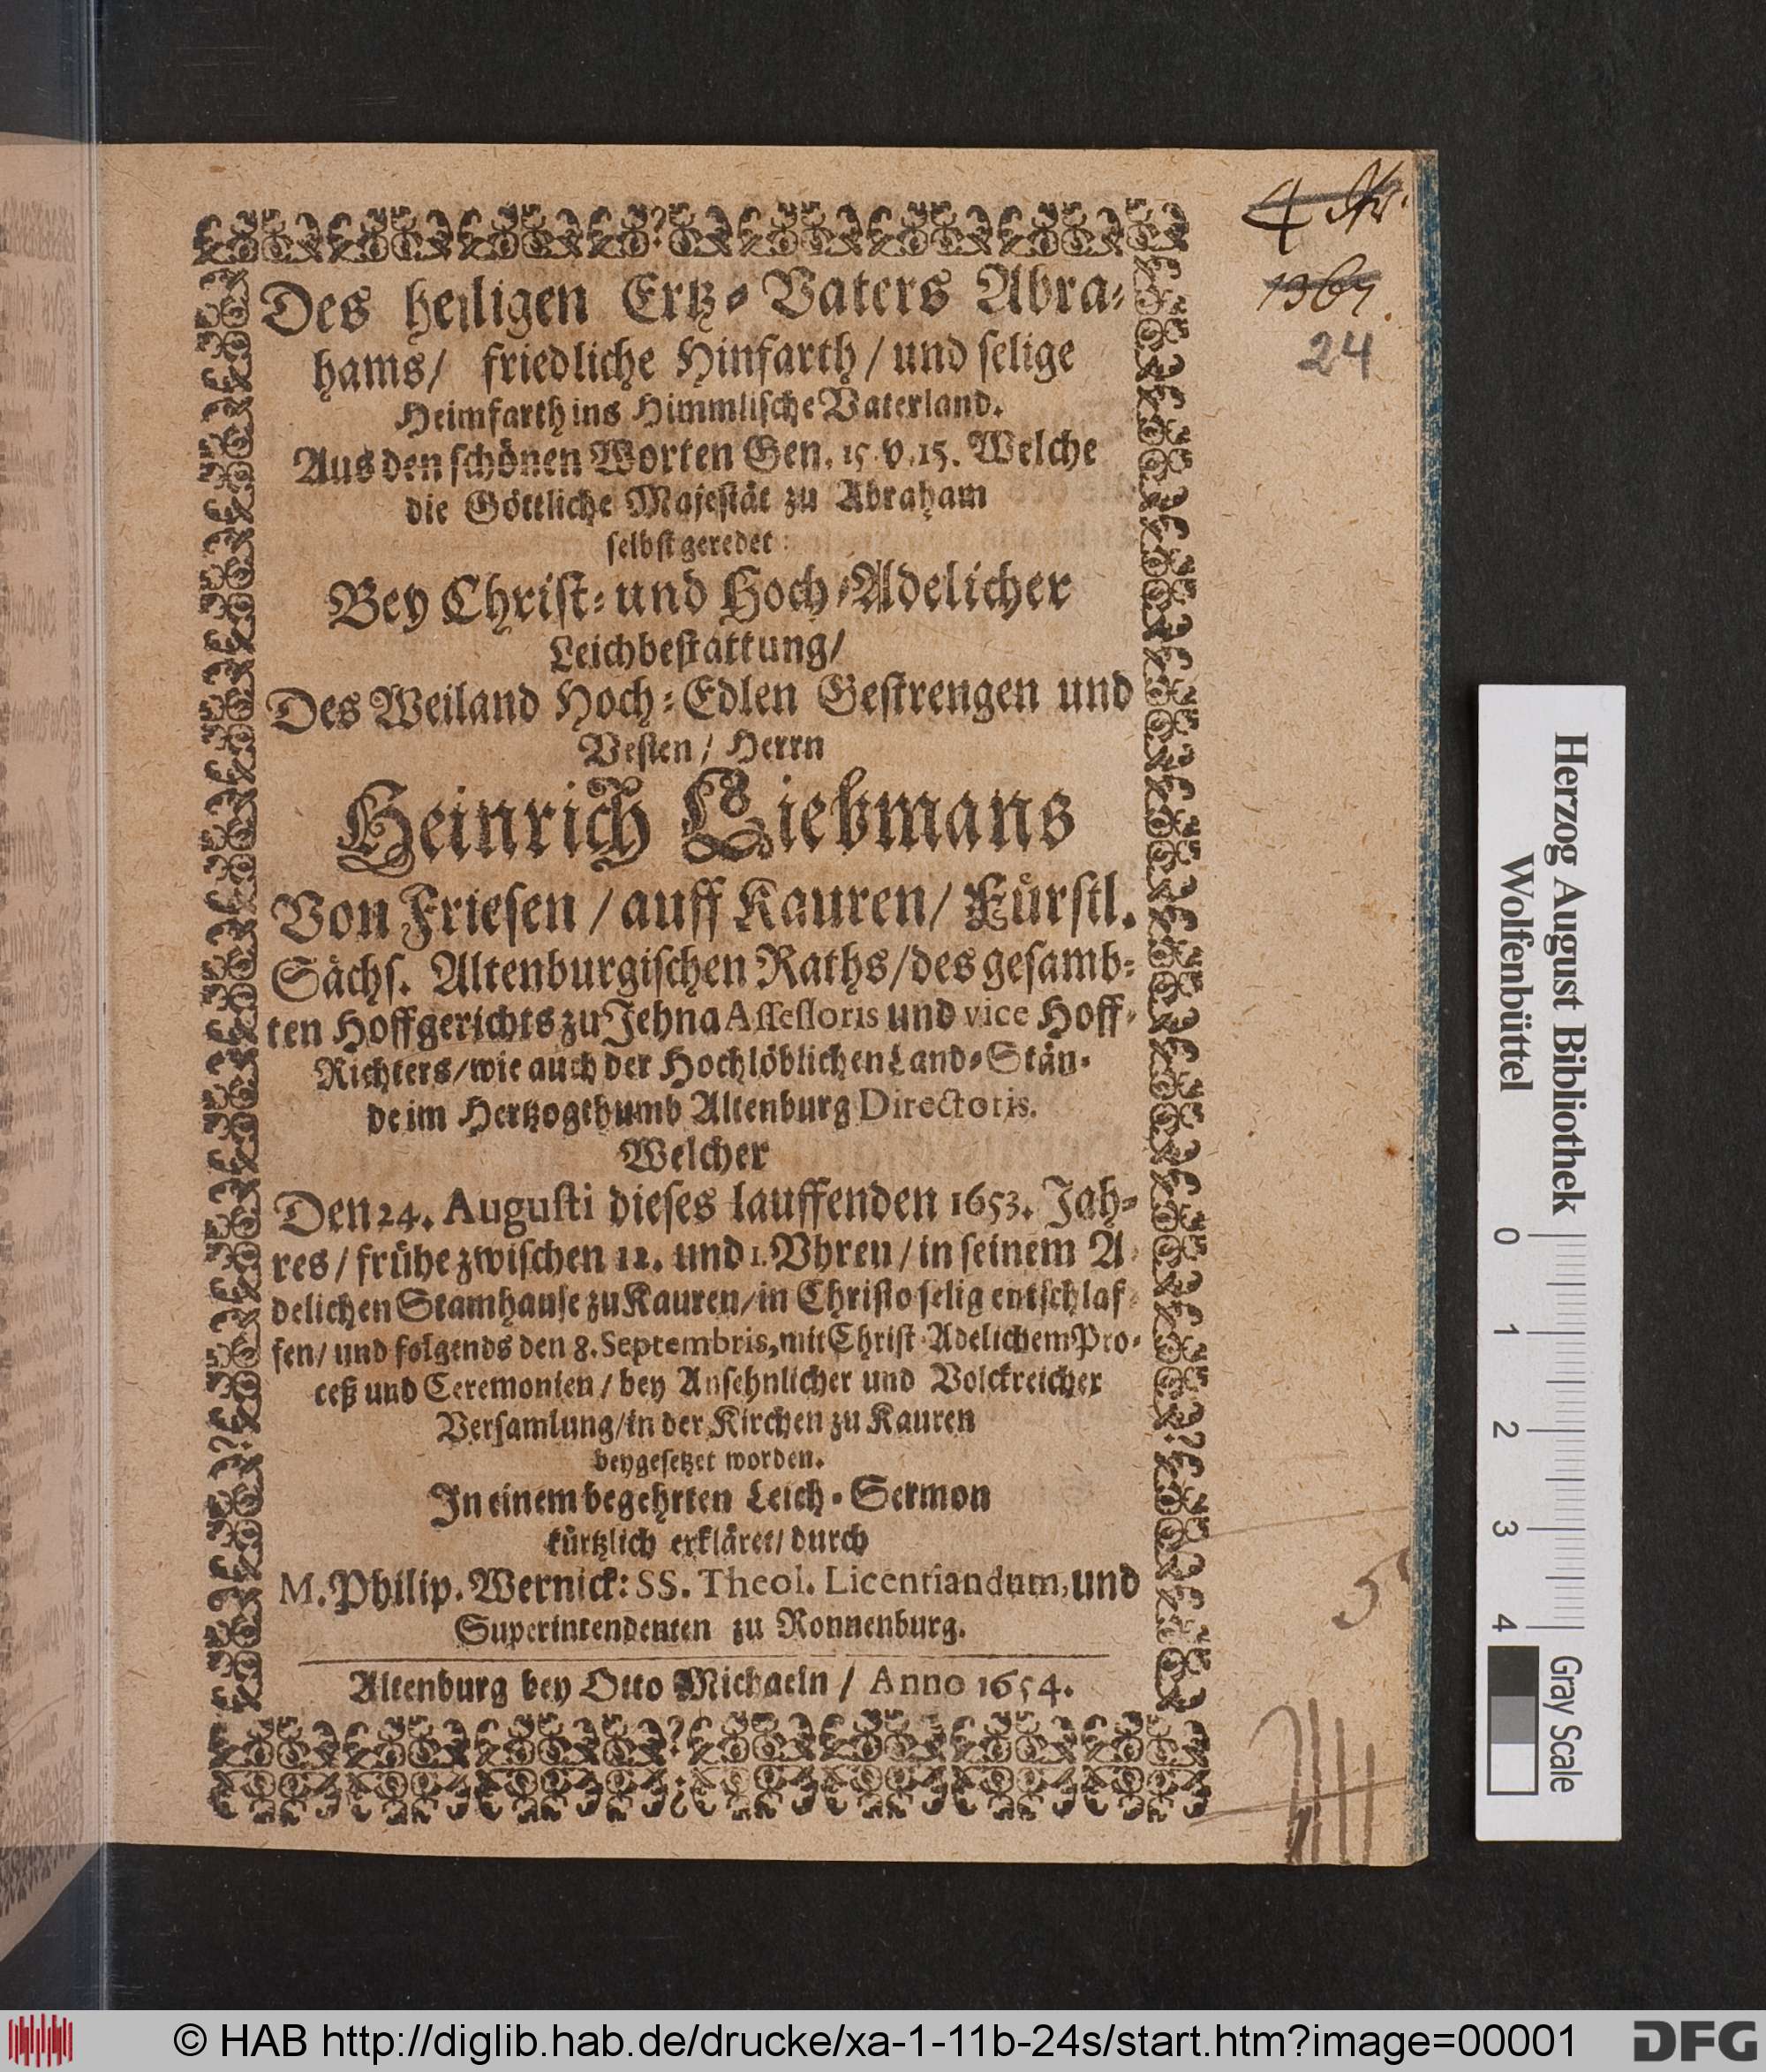 Des heiligen Ertz-Vaters Abra-
hams/ friedliche Hinfarth/ und selige
Heimfarth ins Himmlische Vaterland.
Aus den schönen Worten Gen. 15. v. 15. Welche
die Göttliche Majestät zu Abraham
selbst geredet:
Bey Christ- und Hoch-Adelicher
Leichbestattung/
Des Weiland Hoch-Edlen Gestrengen und
Vesten/ Herrn
Heinrich Liebmans
Von Friesen/ auff Kauren/ Fürstl.
Sächs. Altenburgischen Raths/ des gesamb-
ten Hoffgerichts zu Jehna Assessoris und vice Hoff-
Richters/ wie auch der Hochlöblichen Land-Stän-
de im Hertzogthumb Altenburg Directoris.
Welcher
Den 24. Augusti dieses lauffenden 1653. Jah-
res/ frühe zwischen 12. und 1. Vhren/ in seinem A-
delichen Stamhause zu Kauren/ in Christo selig entschlaf-
fen/ und folgends den 8. Septembris, mit Christ-Adelichem Pro-
ceß und Ceremonien/ bey Ansehnlicher und Volckreicher
Versamlung/ in der Kirchen zu Kauren
beygesetzet worden.
In einem begehrten Leich-Sermon
kürtzlich erkläret/ durch
M. Philip. Wernick: SS. Theol. Licentiandum, und
Superintendenten zu Ronnenburg.
Altenburg bey Otto Michaeln/ Anno 1654.
4
24
5
Herzog August Bibliothek
Wolfenbüttel
0 1 2 3 4
Gray Scale
© HAB http://diglib.hab.de/drucke/xa-1-11b-24s/start.htm?image=00001
DFG